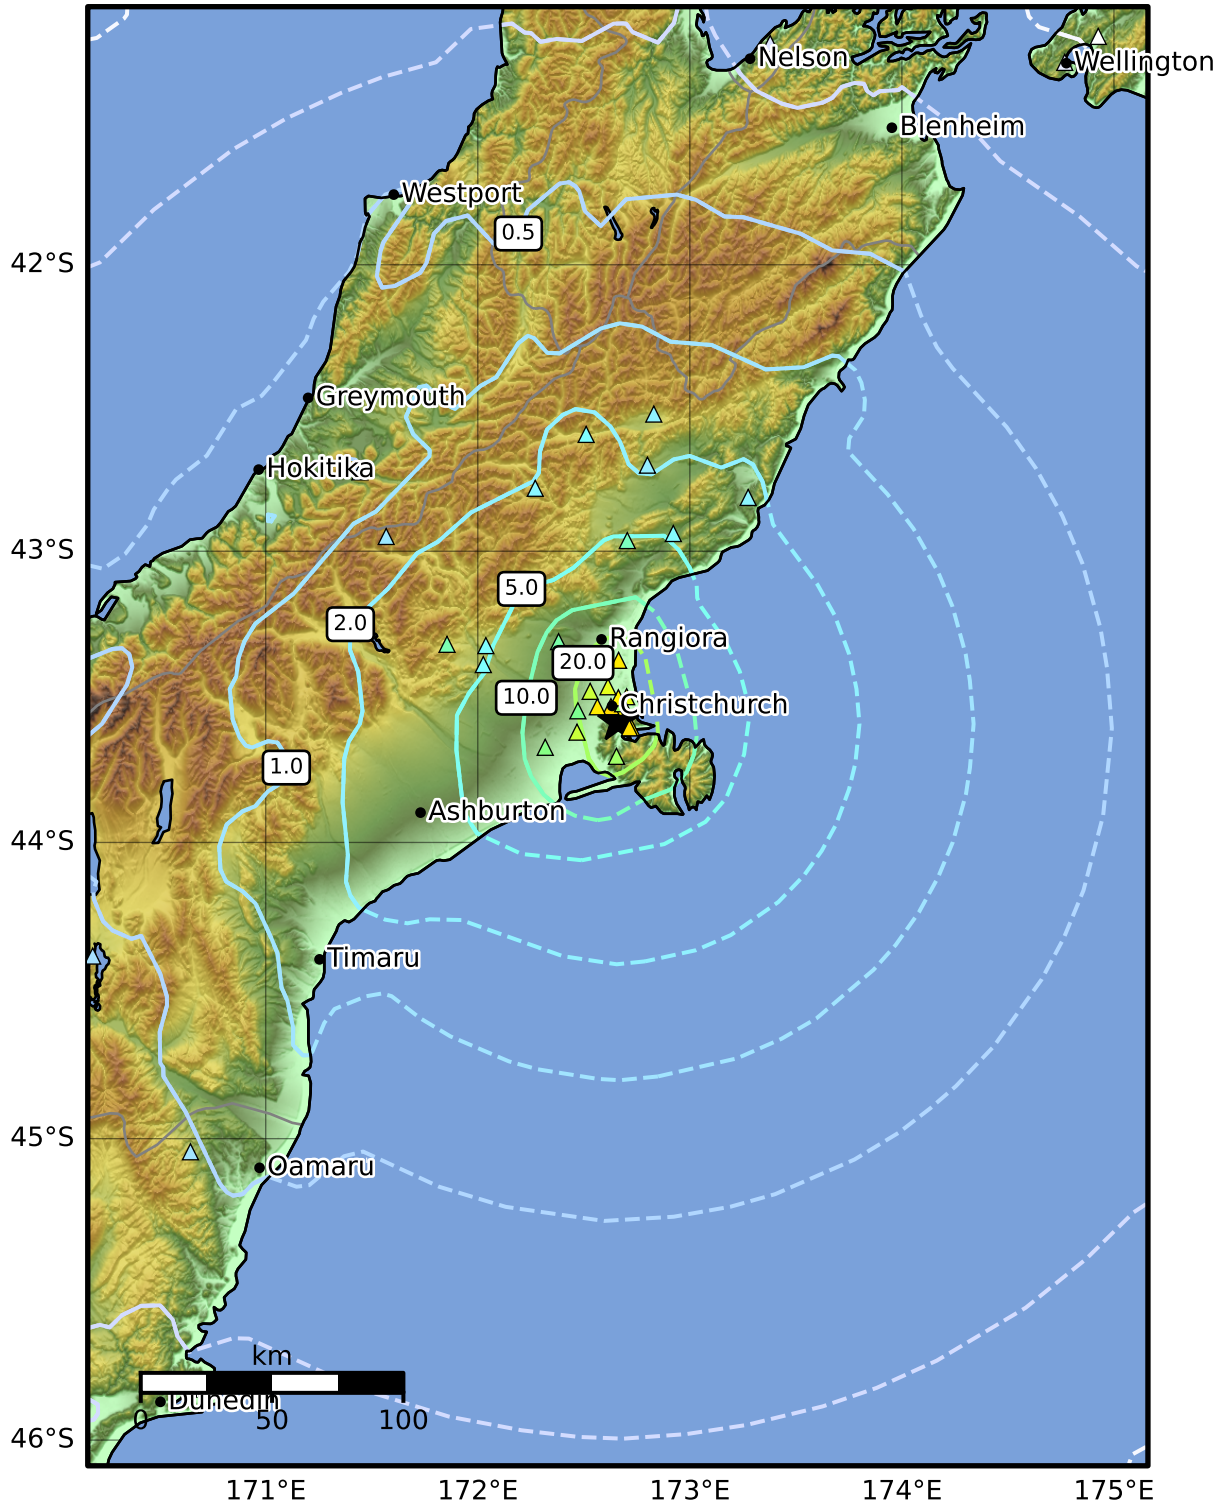 Nelson
Wellington
Blenheim
Westport
0.5
42°S
Greymouth
Hokitika
43°S
5.0
2.0
Rangiora
20.0
10.0
Christchurch
1.0
Ashburton
44°S
Timaru
45°S
Oamaru
km
Dunedin
0 50 100
46°S
171°E 172°E 173°E 174°E 175°E